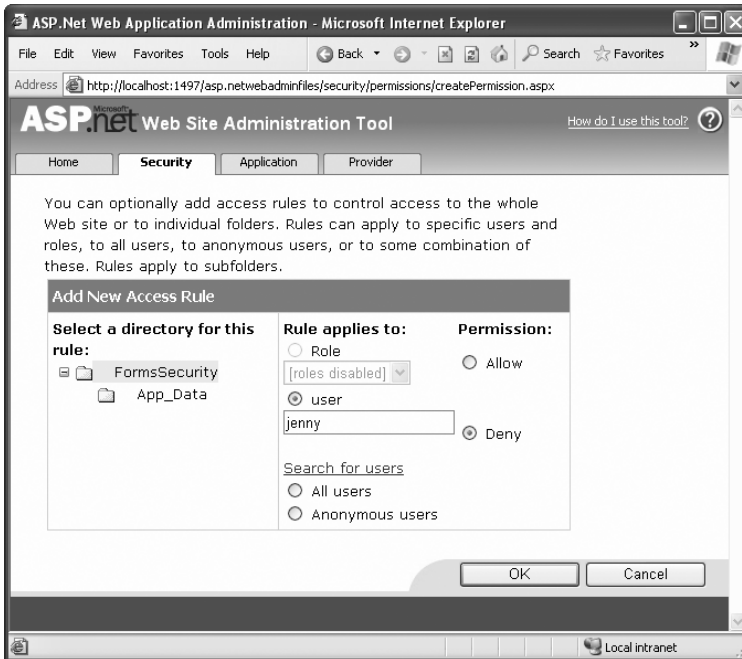 ASP.Net Web Application Administration - Microsoft Internet Explorer
File Edit View Favorites Tools Help Back Search Favorites »
Address http://localhost:1497/asp.netwebadminfiles/security/permissions/createPermission.aspx
Microsoft
ASP.net Web Site Administration Tool How do I use this tool? ?
Home Security Application Provider
You can optionally add access rules to control access to the whole
Web site or to individual folders. Rules can apply to specific users and
roles, to all users, to anonymous users, or to some combination of
these. Rules apply to subfolders.
Add New Access Rule
Select a directory for this
rule:
FormsSecurity
App_Data
Rule applies to:
Role
[roles disabled]
user
jenny
Search for users
All users
Anonymous users
Permission:
Allow
Deny
OK Cancel
Local intranet